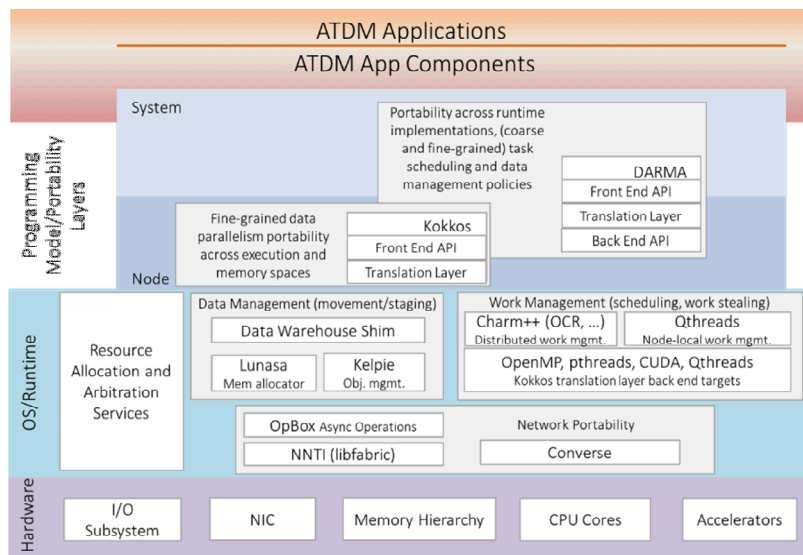 ATDM Applications
ATDM App Components
Programming
Model/Portability
Layers
System
Portability across runtime
implementations, (coarse
and fine-grained) task
scheduling and data
management policies
DARMA
Front End API
Translation Layer
Back End API
Fine-grained data
parallelism portability
across execution and
memory spaces
Kokkos
Front End API
Translation Layer
Node
OS/Runtime
Resource
Allocation and
Arbitration
Services
Data Management (movement/staging)
Data Warehouse Shim
Lunasa
Mem allocator
Kelpie
Obj. mgmt.
Work Management (scheduling, work stealing)
Charm++ (OCR, ...)
Distributed work mgmt.
Qthreads
Node-local work mgmt.
OpenMP, pthreads, CUDA, Qthreads
Kokkos translation layer back end targets
OpBox Async Operations
NNTI (libfabric)
Network Portability
Converse
Hardware
I/O
Subsystem
NIC
Memory Hierarchy
CPU Cores
Accelerators